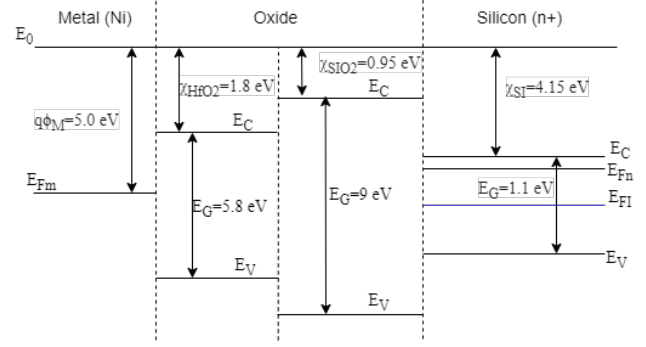 Metal (Ni) Oxide Silicon (n+)
E₀
χSIO2=0.95 eV
χHfO2=1.8 eV EC χSI=4.15 eV
qϕM=5.0 eV EC
EC
EFn
EFm EG=5.8 eV EG=9 eV EG=1.1 eV
EFI
EV EV
EV